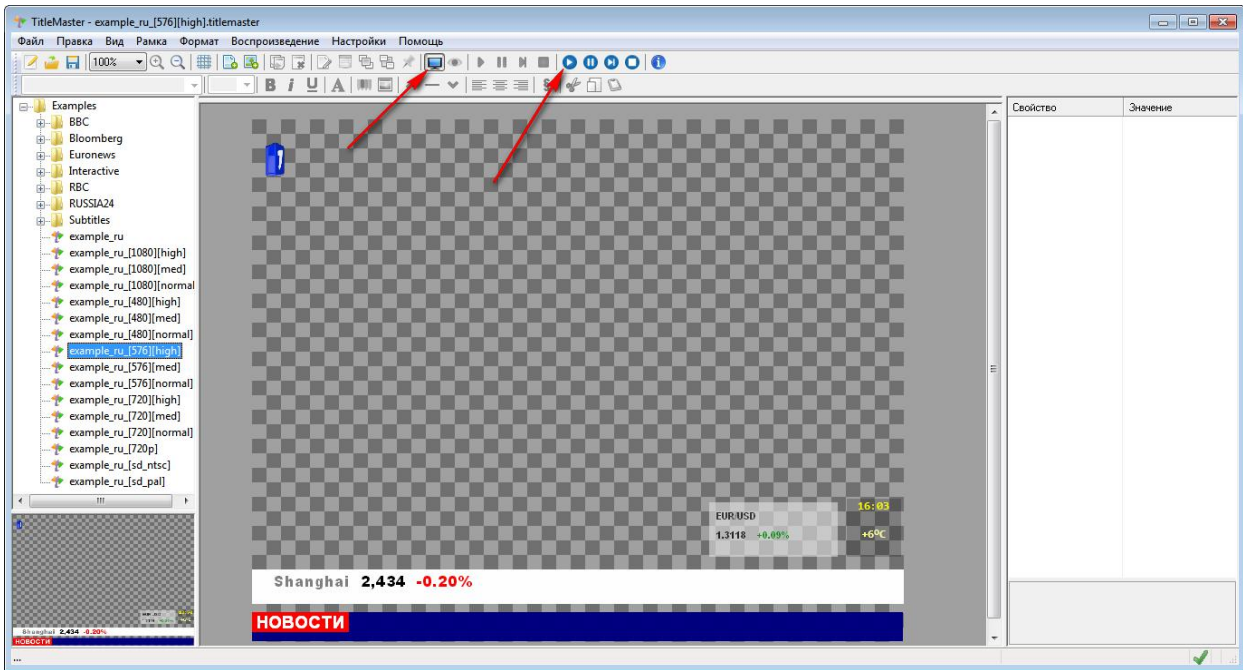 TitleMaster - example_ru_[576][high].titlemaster
Файл Правка Вид Рамка Формат Воспроизведение Настройки Помощь
100%
B i U A
Examples
BBC
Bloomberg
Euronews
Interactive
RBC
RUSSIA24
Subtitles
example_ru
example_ru_[1080][high]
example_ru_[1080][med]
example_ru_[1080][normal
example_ru_[480][high]
example_ru_[480][med]
example_ru_[480][normal]
example_ru_[576][high]
example_ru_[576][med]
example_ru_[576][normal]
example_ru_[720][high]
example_ru_[720][med]
example_ru_[720][normal]
example_ru_[720p]
example_ru_[sd_ntsc]
example_ru_[sd_pal]
1
EUR/USD
1.3118 +0.09%
16:03
+6°C
Shanghai 2,434 -0.20%
НОВОСТИ
Свойство Значение
Shanghai 2,434 -0.20%
НОВОСТИ
...